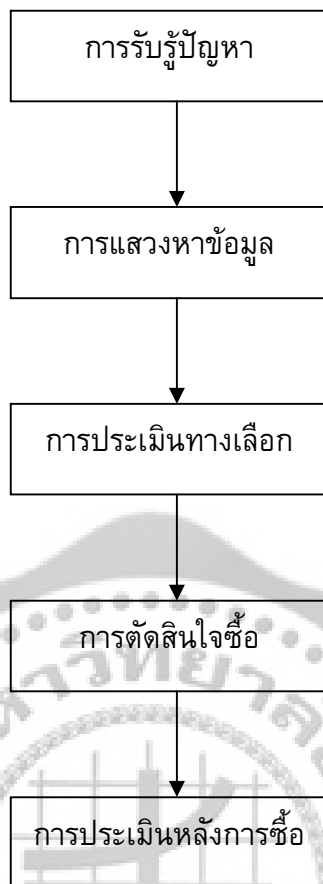 การรับรู้ปัญหา
การแสวงหาข้อมูล
การประเมินทางเลือก
การตัดสินใจซื้อ
การประเมินหลังการซื้อ